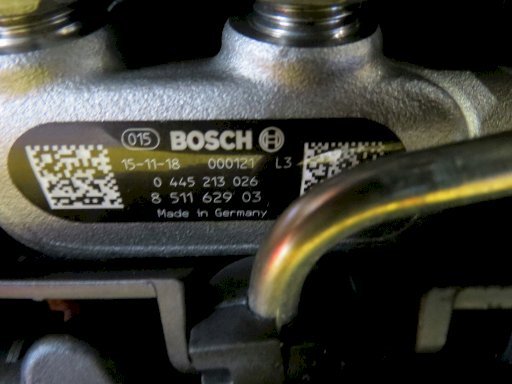 015 BOSCH
15-11-18 000121 L3
0 445 213 026
8 511 629 03
Made in Germany